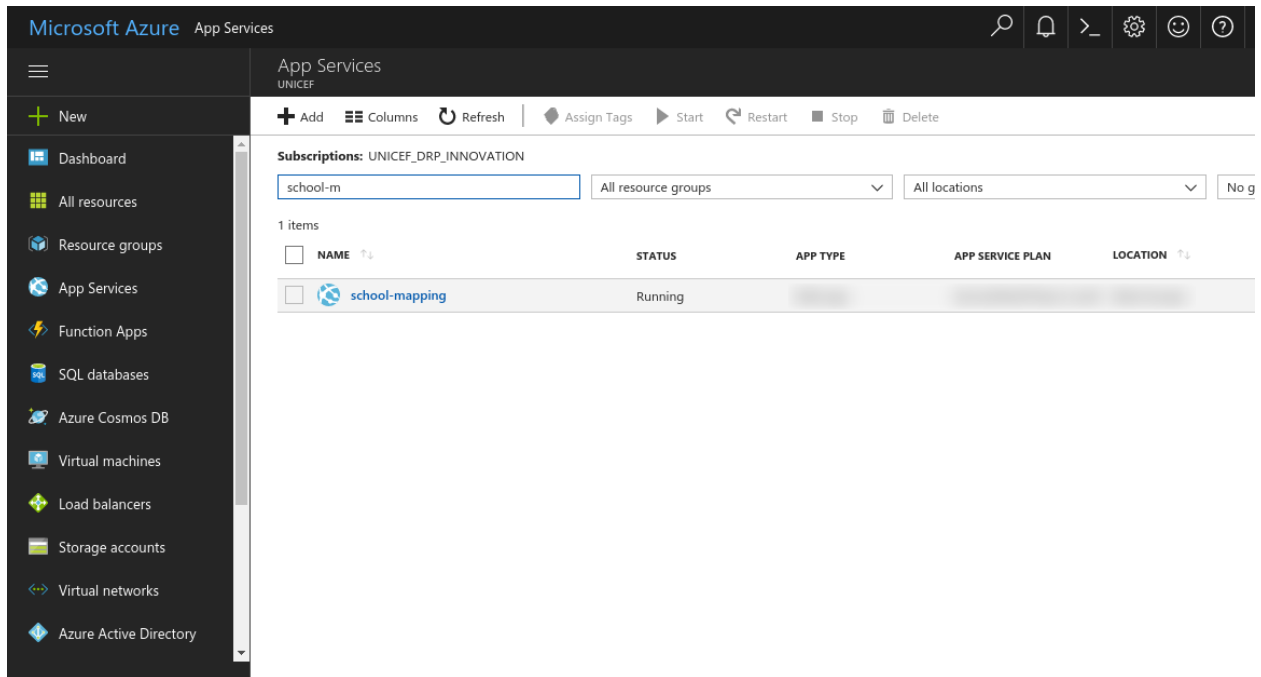 Microsoft Azure App Services
App Services
UNICEF
New
Dashboard
All resources
Resource groups
App Services
Function Apps
SQL databases
Azure Cosmos DB
Virtual machines
Load balancers
Storage accounts
Virtual networks
Azure Active Directory
Add Columns Refresh Assign Tags Start Restart Stop Delete
Subscriptions: UNICEF_DRP_INNOVATION
school-m All resource groups All locations No g
1 items
NAME STATUS APP TYPE APP SERVICE PLAN LOCATION
school-mapping Running